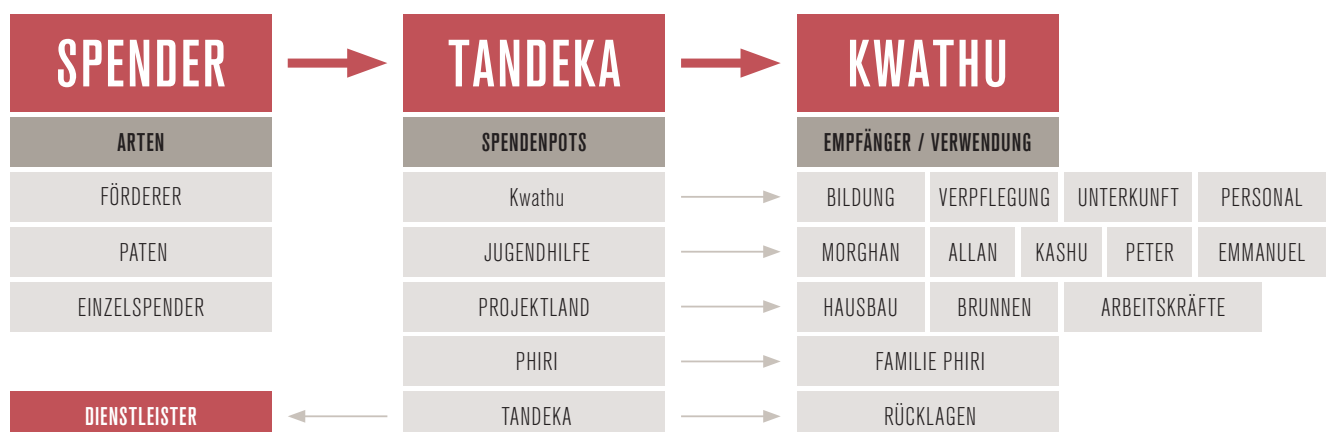 SPENDER TANDEKA KWATHU
ARTEN SPENDENPOTS EMPFÄNGER / VERWENDUNG
FÖRDERER Kwathu BILDUNG VERPFLEGUNG UNTERKUNFT PERSONAL
PATEN JUGENDHILFE MORGHAN ALLAN KASHU PETER EMMANUEL
EINZELSPENDER PROJEKTLAND HAUSBAU BRUNNEN ARBEITSKRÄFTE
PHIRI FAMILIE PHIRI
DIENSTLEISTER TANDEKA RÜCKLAGEN